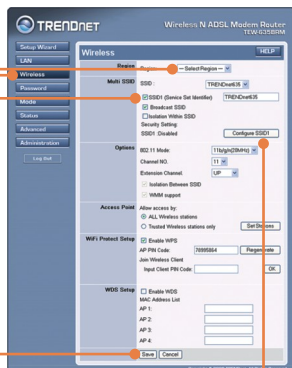 TRENDNET
Wireless N ADSL Modem Router
TEW-635BRM
Setup Wizard
LAN
Wireless
Password
Mode
Status
Advanced
Administration
Log Out
Wireless
HELP
Region
Region: -- Select Region --
Multi SSID
SSID : TRENDnet635
SSID1 (Service Set Identifier) TRENDnet635
Broadcast SSID
Isolation Within SSID
Security Setting:
SSID1 :Disabled
Configure SSID1
Options
802.11 Mode: 11b/g/n(20MHz)
Channel NO. 11
Extension Channel: UP
Isolation Between SSID
WMM support
Access Point
Allow access by:
ALL Wireless stations
Trusted Wireless stations only
Set Stations
WiFi Protect Setup
Enable WPS
AP PIN Code: 78995864
Regenerate
Join Wireless Client
Input Client PIN Code:
OK
WDS Setup
Enable WDS
MAC Address List
AP 1:
AP 2:
AP 3:
AP 4:
Save
Cancel